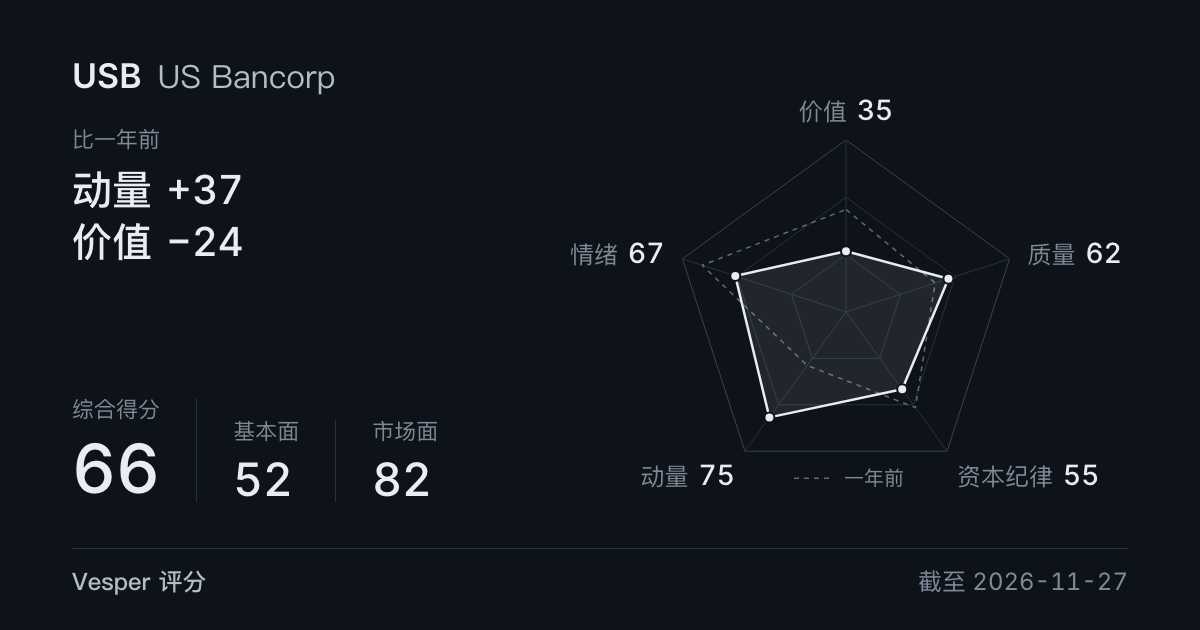 USB US Bancorp
比一年前
动量 +37
价值 −24
综合得分
66
基本面
52
市场面
82
价值 35
质量 62
资本纪律 55
动量 75
情绪 67
一年前
Vesper 评分
截至 2026-11-27